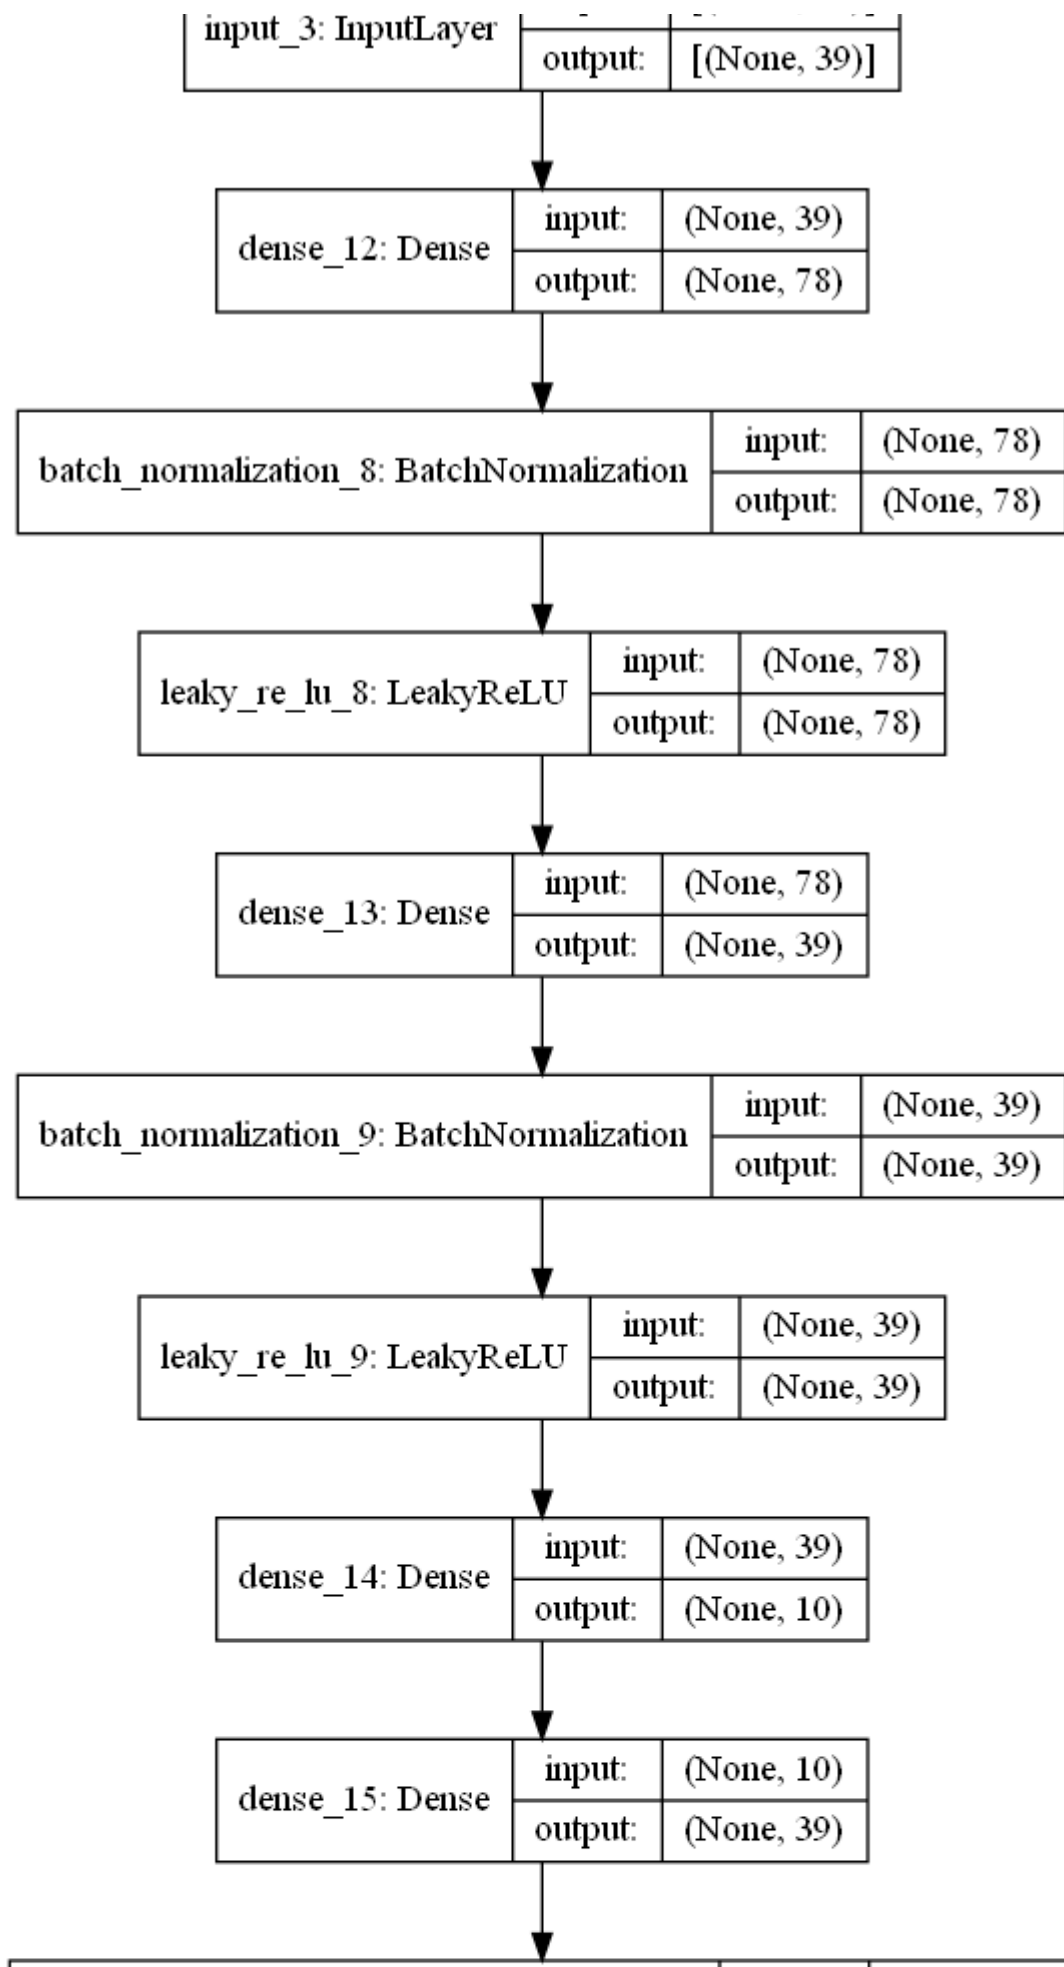 input_3: InputLayer
output: [(None, 39)]
dense_12: Dense
input: (None, 39)
output: (None, 78)
batch_normalization_8: BatchNormalization
input: (None, 78)
output: (None, 78)
leaky_re_lu_8: LeakyReLU
input: (None, 78)
output: (None, 78)
dense_13: Dense
input: (None, 78)
output: (None, 39)
batch_normalization_9: BatchNormalization
input: (None, 39)
output: (None, 39)
leaky_re_lu_9: LeakyReLU
input: (None, 39)
output: (None, 39)
dense_14: Dense
input: (None, 39)
output: (None, 10)
dense_15: Dense
input: (None, 10)
output: (None, 39)